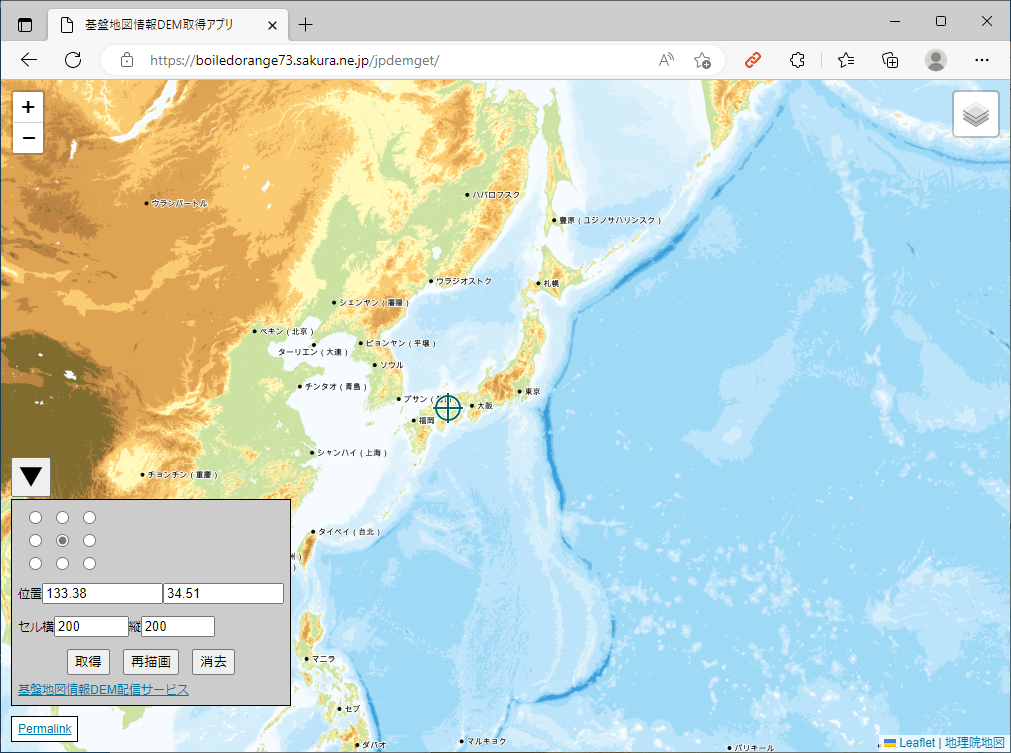 基盤地図情報DEM取得アプリ
https://boiledorange73.sakura.ne.jp/jpdemget/
+
−
ハバロフスク
ウランバートル
豊原（ユジノサハリンスク）
ウラジオストク
札幌
シェンヤン（瀋陽）
ペキン（北京）
ピョンヤン（平壌）
ターリエン（大連）
ソウル
チンタオ（青島）
東京
プサン（
大阪
福岡
シャンハイ（上海）
チョンチン（重慶）
タイペイ（台北）
州）
マニラ
セブ
ダバオ
マルキョク
パリキール
▼
位置 133.38 34.51
セル横 200 縦 200
取得 再描画 消去
基盤地図情報DEM配信サービス
Permalink
Leaflet | 地理院地図